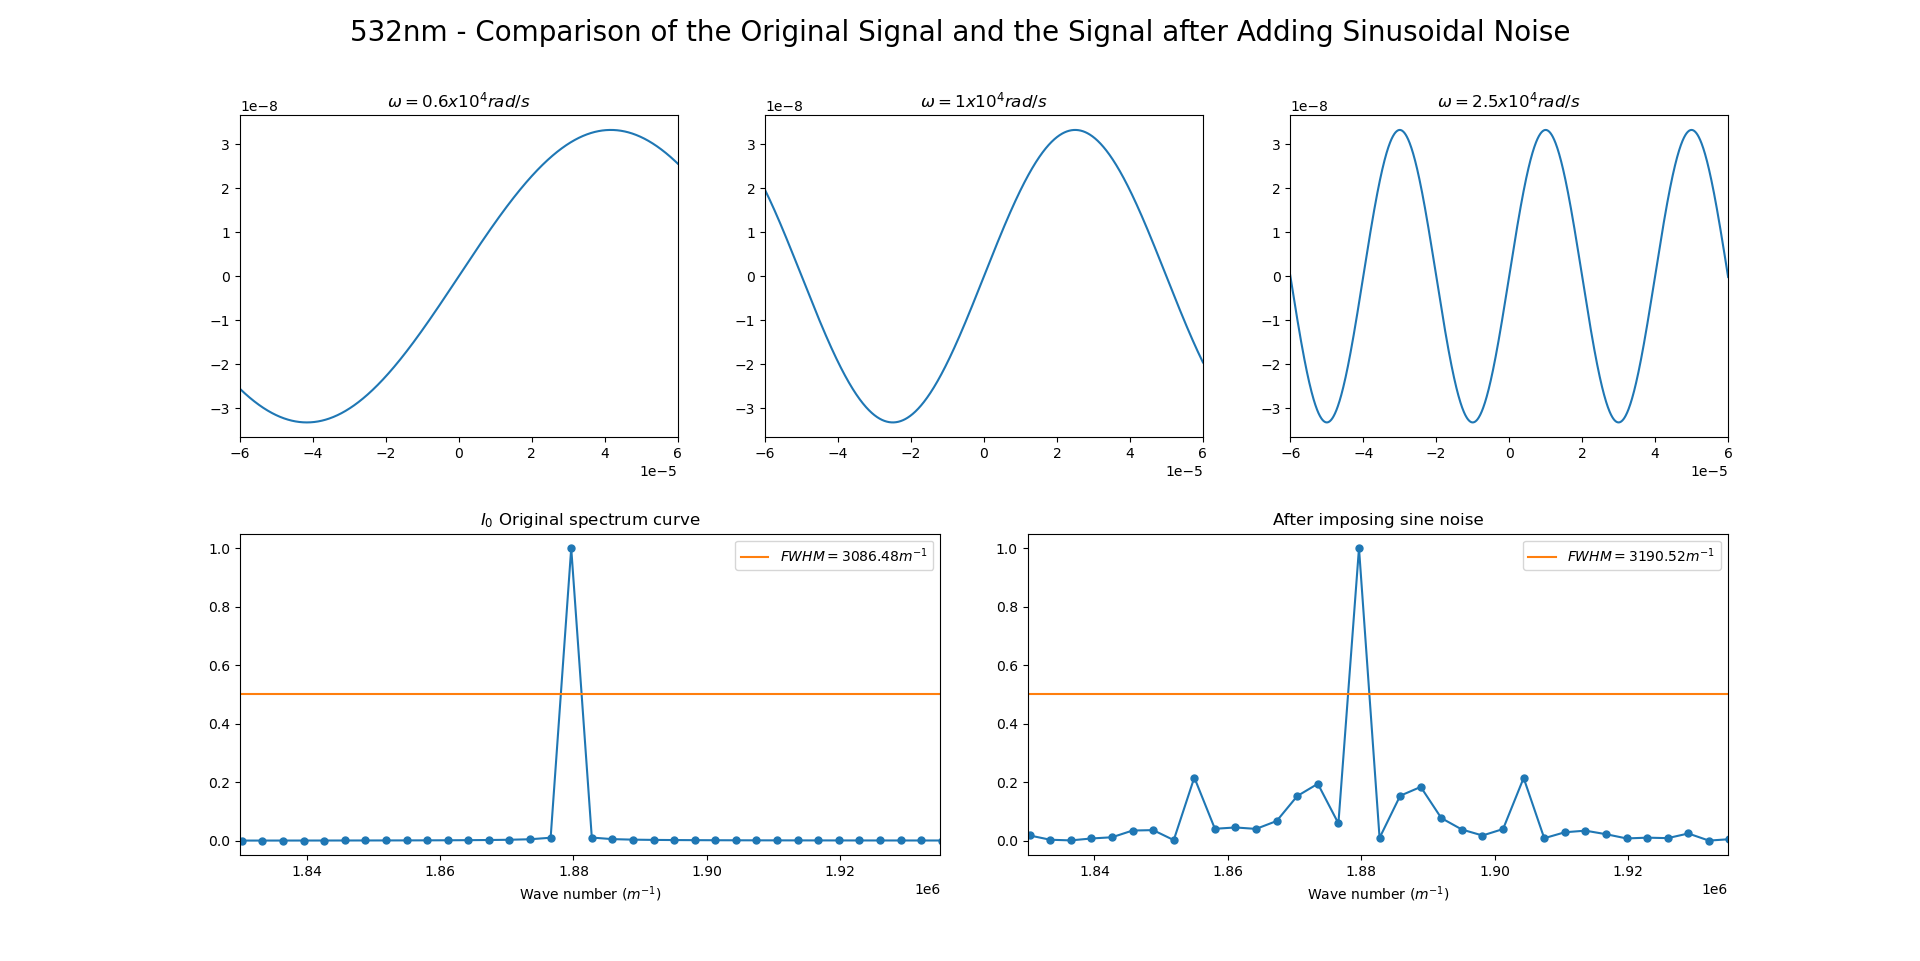 532nm - Comparison of the Original Signal and the Signal after Adding Sinusoidal Noise
ω = 0.6x10⁴rad/s
1e−8
3
2
1
0
−1
−2
−3
−6 −4 −2 0 2 4 6
1e−5
ω = 1x10⁴rad/s
1e−8
3
2
1
0
−1
−2
−3
−6 −4 −2 0 2 4 6
1e−5
ω = 2.5x10⁴rad/s
1e−8
3
2
1
0
−1
−2
−3
−6 −4 −2 0 2 4 6
1e−5
I₀ Original spectrum curve
FWHM = 3086.48m⁻¹
1.0
0.8
0.6
0.4
0.2
0.0
1.84 1.86 1.88 1.90 1.92
1e6
Wave number (m⁻¹)
After imposing sine noise
FWHM = 3190.52m⁻¹
1.0
0.8
0.6
0.4
0.2
0.0
1.84 1.86 1.88 1.90 1.92
1e6
Wave number (m⁻¹)